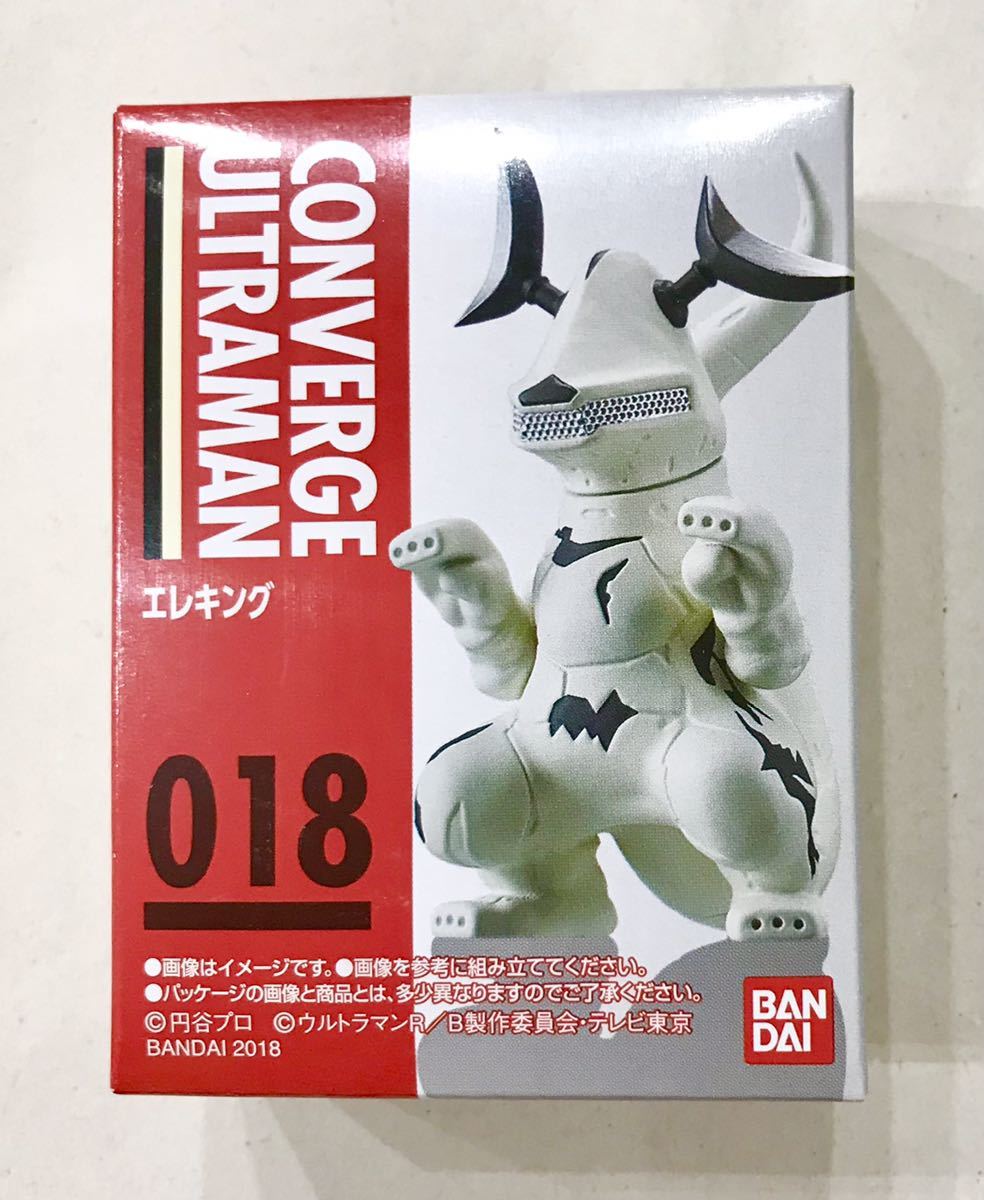 CONVERGE
ULTRAMAN
エレキング
018
●画像はイメージです。●画像を参考に組み立ててください。
●パッケージの画像と商品とは、多少異なりますのでご了承ください。
©円谷プロ ©ウルトラマンR/B製作委員会・テレビ東京
BANDAI 2018
BAN
DAI